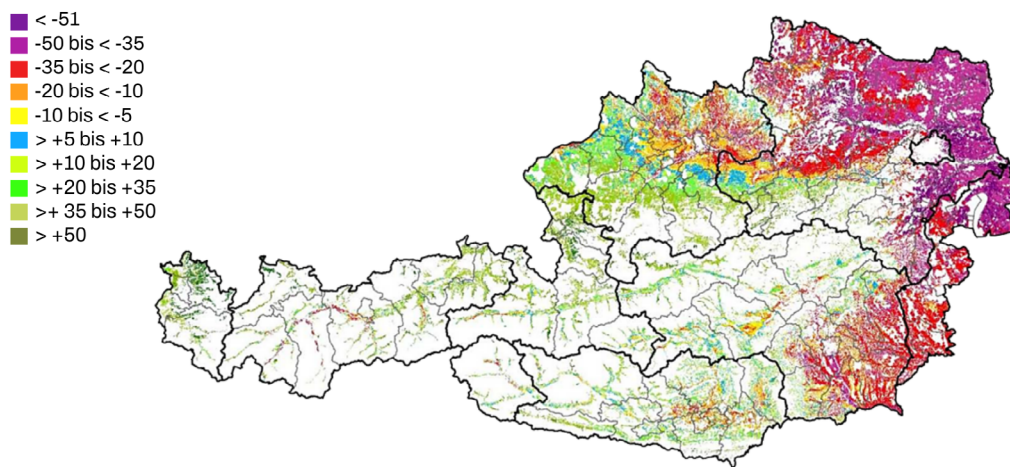 < -51
-50 bis < -35
-35 bis < -20
-20 bis < -10
-10 bis < -5
> +5 bis +10
> +10 bis +20
> +20 bis +35
>+ 35 bis +50
> +50